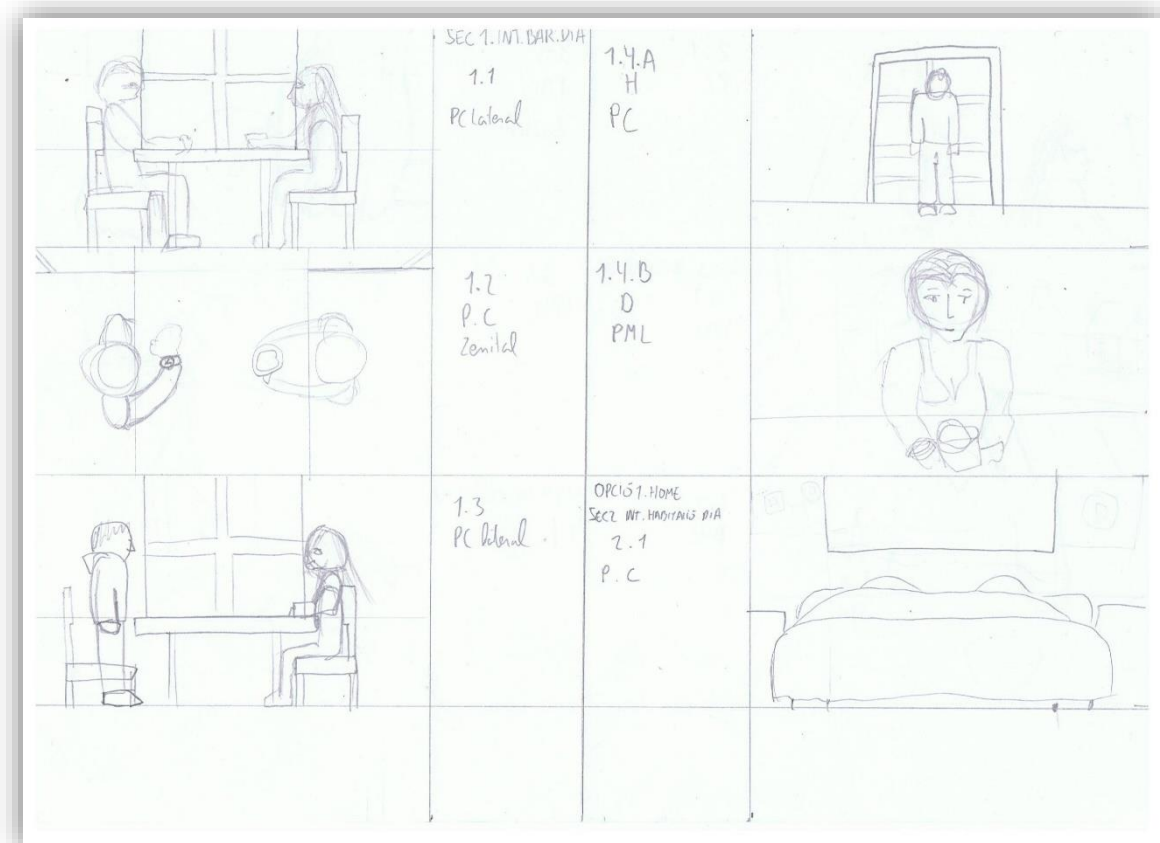 SEC 1. INT. BAR. DIA
1.1
PC Lateral
1.2
P. C
Zenital
1.3
PC lateral
1.4.A
H
PC
1.4.B
D
PML
OPCIÓ 1. HOME
SEC2 INT. HABITACIÓ DIA
2.1
P. C